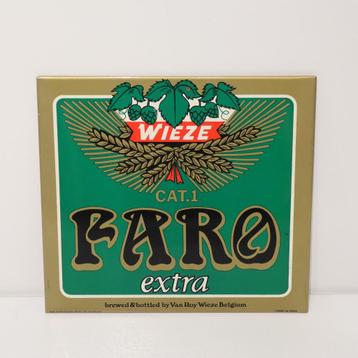 WIEZE
CAT.1
FARO
extra
brewed & bottled by Van Roy Wieze Belgium